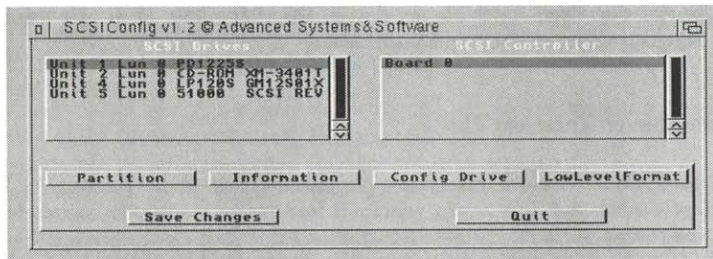 SCSIConfig v1.2 © Advanced Systems&Software
SCSI Drives
SCSI Controller
Unit 1 Lun 0 PD1225S
Unit 2 Lun 0 CD-ROM XM-3401T
Unit 4 Lun 0 LP120S GM12S01X
Unit 5 Lun 0 51000 SCSI REV
Board 0
Partition
Information
Config Drive
LowLevelFormat
Save Changes
Quit